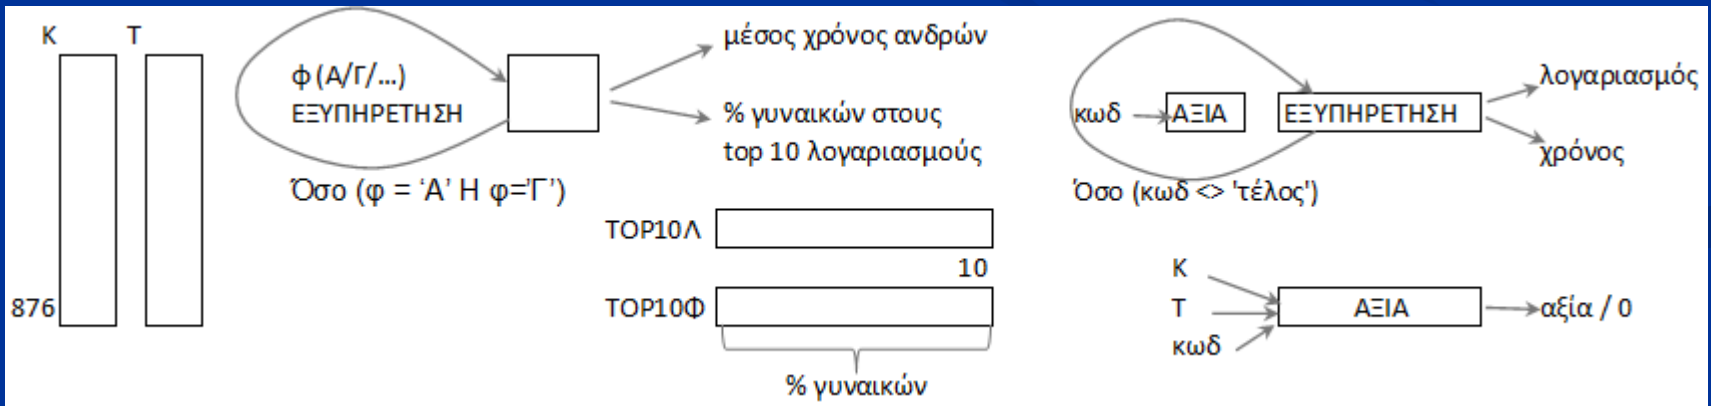 Κ Τ
876
φ (Α/Γ/...)
ΕΞΥΠΗΡΕΤΗΣΗ
Όσο (φ = ‘Α’ Η φ='Γ’)
μέσος χρόνος ανδρών
% γυναικών στους
top 10 λογαριασμούς
TOP10Λ
10
TOP10Φ
% γυναικών
κωδ ΑΞΙΑ ΕΞΥΠΗΡΕΤΗΣΗ
λογαριασμός
χρόνος
Όσο (κωδ <> 'τέλος')
Κ
Τ
κωδ
ΑΞΙΑ
αξία / 0